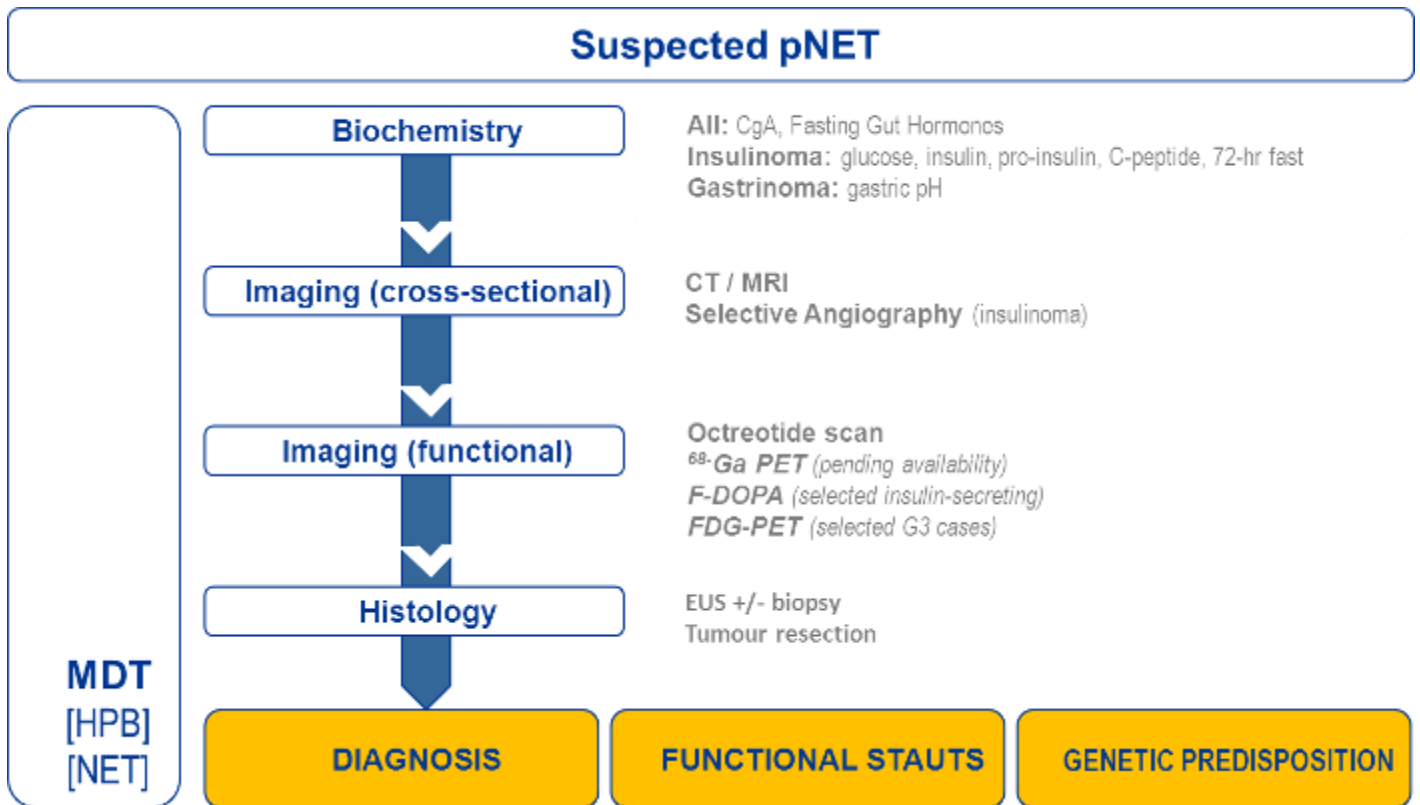 Suspected pNET
Biochemistry
All: CgA, Fasting Gut Hormonos
Insulinoma: glucose, insulin, pro-insulin, C-peptide, 72-hr fast
Gastrinoma: gastric pH
Imaging (cross-sectional)
CT / MRI
Selective Angiography (insulinoma)
Imaging (functional)
Octreotide scan
68-Ga PET (pending availability)
F-DOPA (selected insulin-secreting)
FDG-PET (selected G3 cases)
Histology
EUS +/- biopsy
Tumour resection
MDT
[HPB]
[NET]
DIAGNOSIS
FUNCTIONAL STAUTS
GENETIC PREDISPOSITION